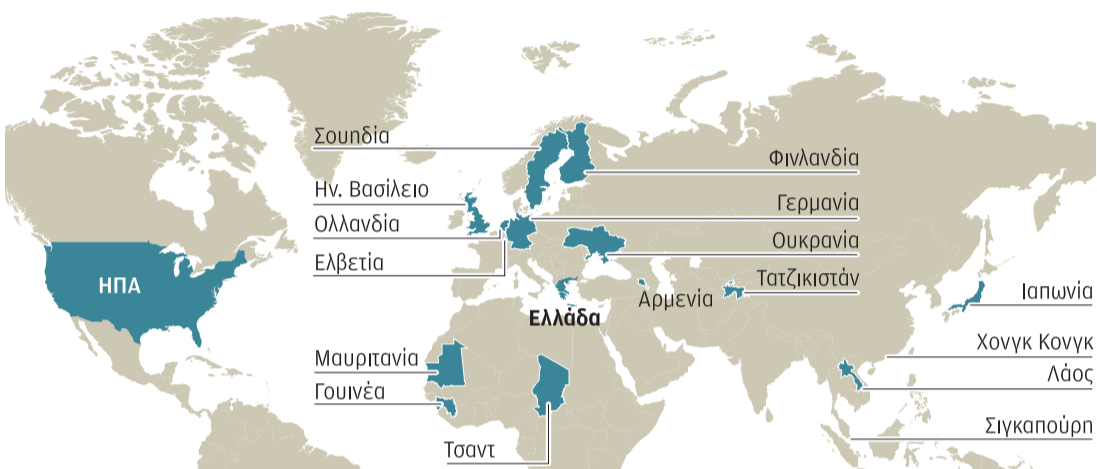 Σουηδία
Φινλανδία
Ην. Βασίλειο
Γερμανία
Ολλανδία
Ουκρανία
Ελβετία
Τατζικιστάν
ΗΠΑ
Αρμενία
Ιαπωνία
Ελλάδα
Χονγκ Κονγκ
Μαυριτανία
Λάος
Γουινέα
Σιγκαπούρη
Τσαντ